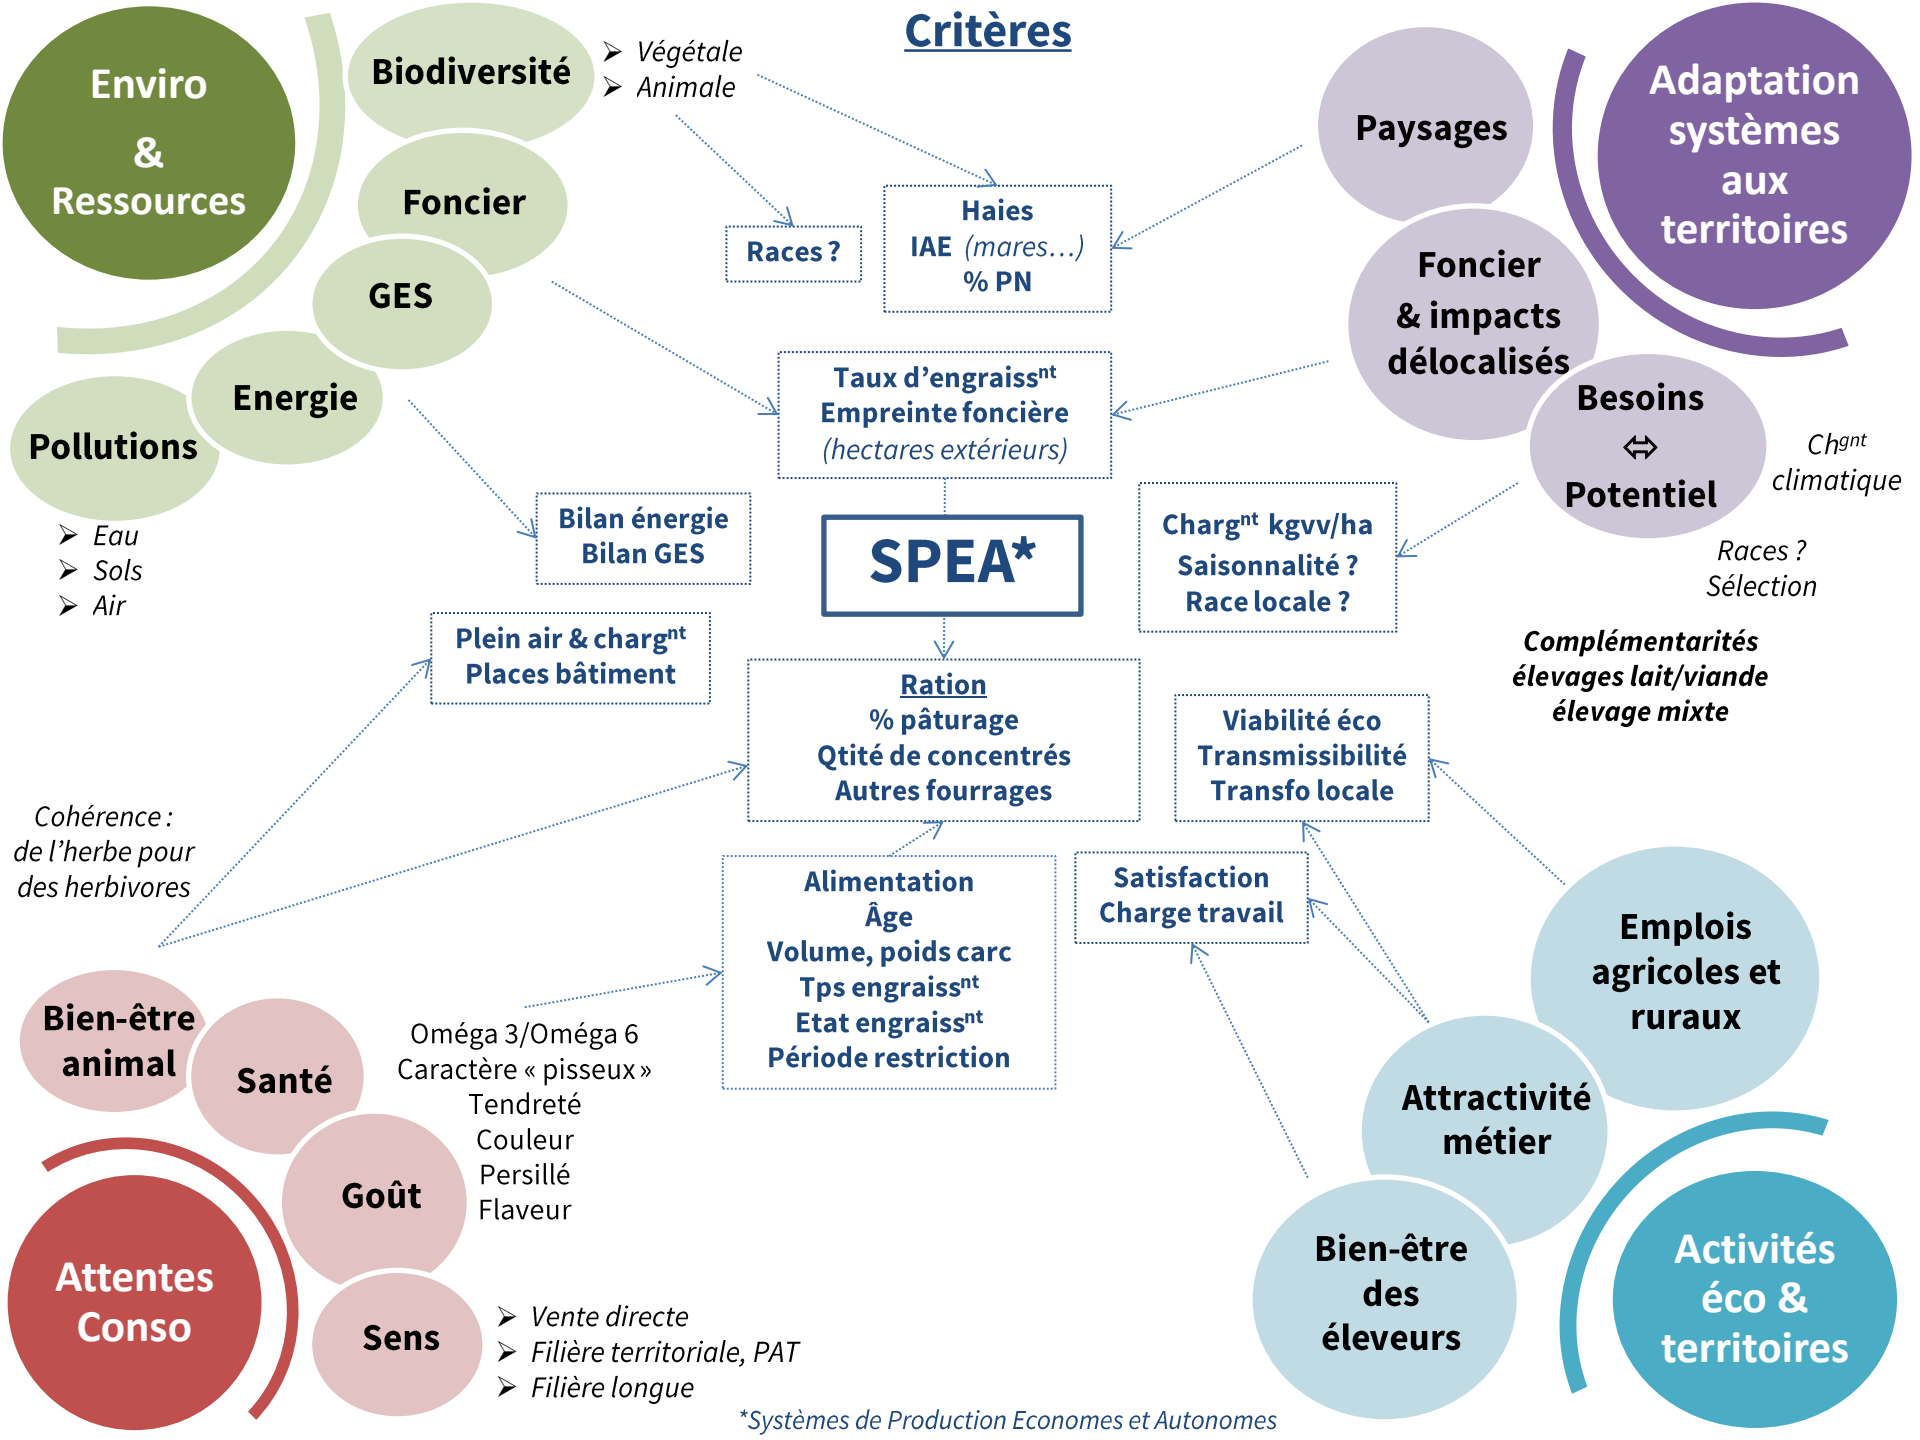 Critères
Enviro
&
Ressources
Biodiversité
Végétale
Animale
Foncier
GES
Energie
Pollutions
Eau
Sols
Air
Races ?
Haies
IAE (mares…)
% PN
Paysages
Adaptation
systèmes
aux
territoires
Foncier
& impacts
délocalisés
Besoins
⬄
Potentiel
Chgnt
climatique
Races ?
Sélection
Complémentarités
élevages lait/viande
élevage mixte
Taux d’engraissnt
Empreinte foncière
(hectares extérieurs)
Bilan énergie
Bilan GES
SPEA*
Chargnt kgvv/ha
Saisonnalité ?
Race locale ?
Plein air & chargnt
Places bâtiment
Ration
% pâturage
Qtité de concentrés
Autres fourrages
Viabilité éco
Transmissibilité
Transfo locale
Cohérence :
de l’herbe pour
des herbivores
Alimentation
Âge
Volume, poids carc
Tps engraissnt
Etat engraissnt
Période restriction
Satisfaction
Charge travail
Bien-être
animal
Santé
Goût
Sens
Attentes
Conso
Oméga 3/Oméga 6
Caractère « pisseux »
Tendreté
Couleur
Persillé
Flaveur
Vente directe
Filière territoriale, PAT
Filière longue
Emplois
agricoles et
ruraux
Attractivité
métier
Bien-être
des
éleveurs
Activités
éco &
territoires
*Systèmes de Production Economes et Autonomes